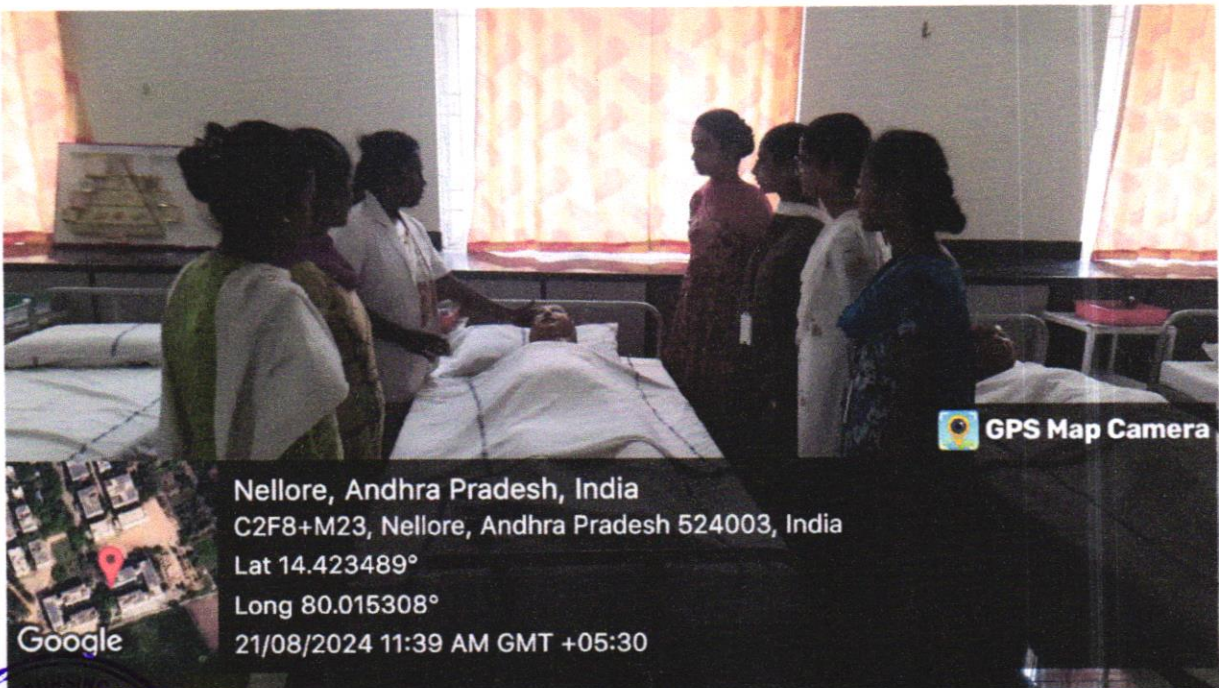 GPS Map Camera
Nellore, Andhra Pradesh, India
C2F8+M23, Nellore, Andhra Pradesh 524003, India
Lat 14.423489°
Long 80.015308°
21/08/2024 11:39 AM GMT +05:30
Google
NURSING